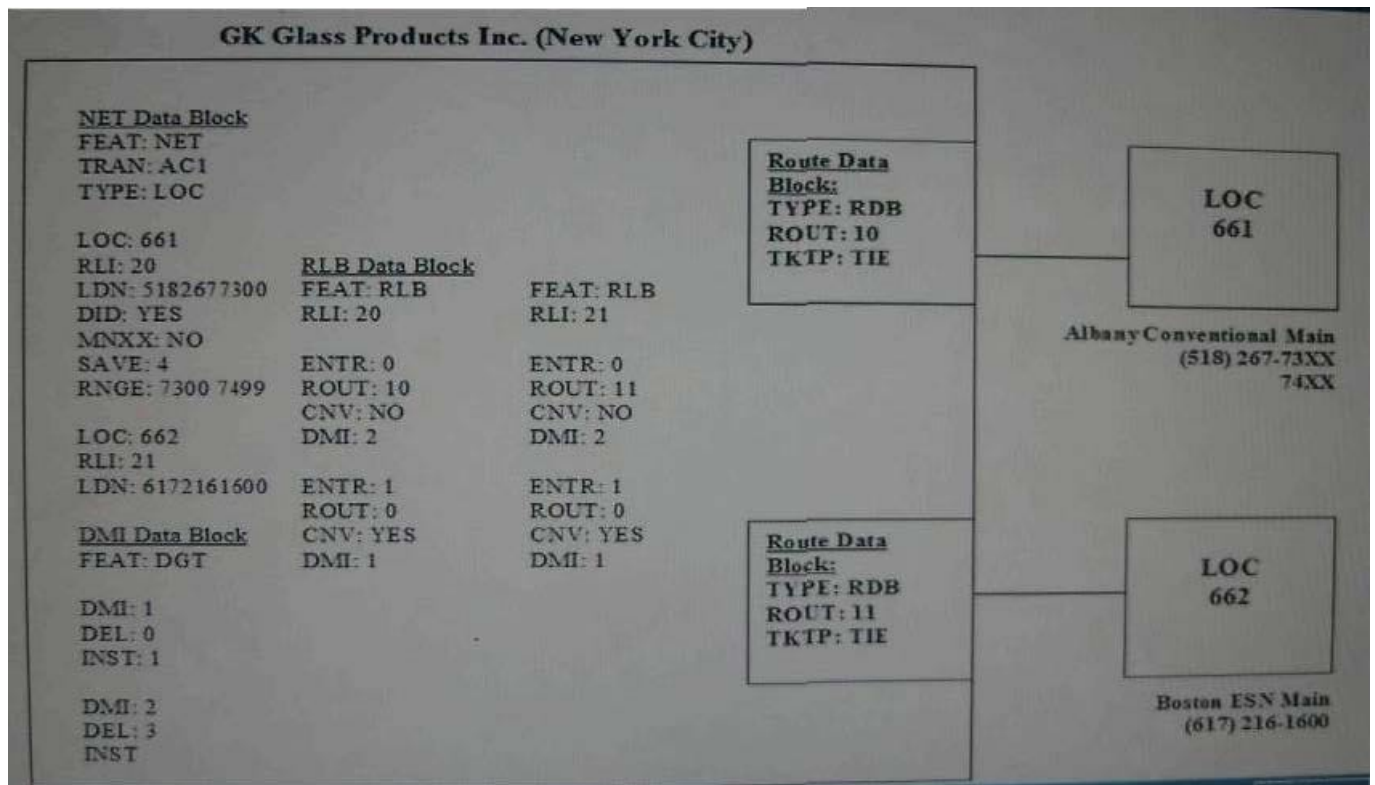 GK Glass Products Inc. (New York City)
NET Data Block
FEAT: NET
TRAN: AC1
TYPE: LOC
LOC: 661
RLI: 20
LDN: 5182677300
DID: YES
MNXX: NO
SAVE: 4
RNGE: 7300 7499
LOC: 662
RLI: 21
LDN: 6172161600
DMI Data Block
FEAT: DGT
DMI: 1
DEL: 0
INST: 1
DMI: 2
DEL: 3
INST
RLB Data Block
FEAT: RLB
RLI: 20
ENTR: 0
ROUT: 10
CNV: NO
DMI: 2
ENTR: 1
ROUT: 0
CNV: YES
DMI: 1
FEAT: RLB
RLI: 21
ENTR: 0
ROUT: 11
CNV: NO
DMI: 2
ENTR: 1
ROUT: 0
CNV: YES
DMI: 1
Route Data
Block:
TYPE: RDB
ROUT: 10
TKTP: TIE
LOC
661
Albany Conventional Main
(518) 267-73XX
74XX
Route Data
Block:
TYPE: RDB
ROUT: 11
TKTP: TIE
LOC
662
Boston ESN Main
(617) 216-1600